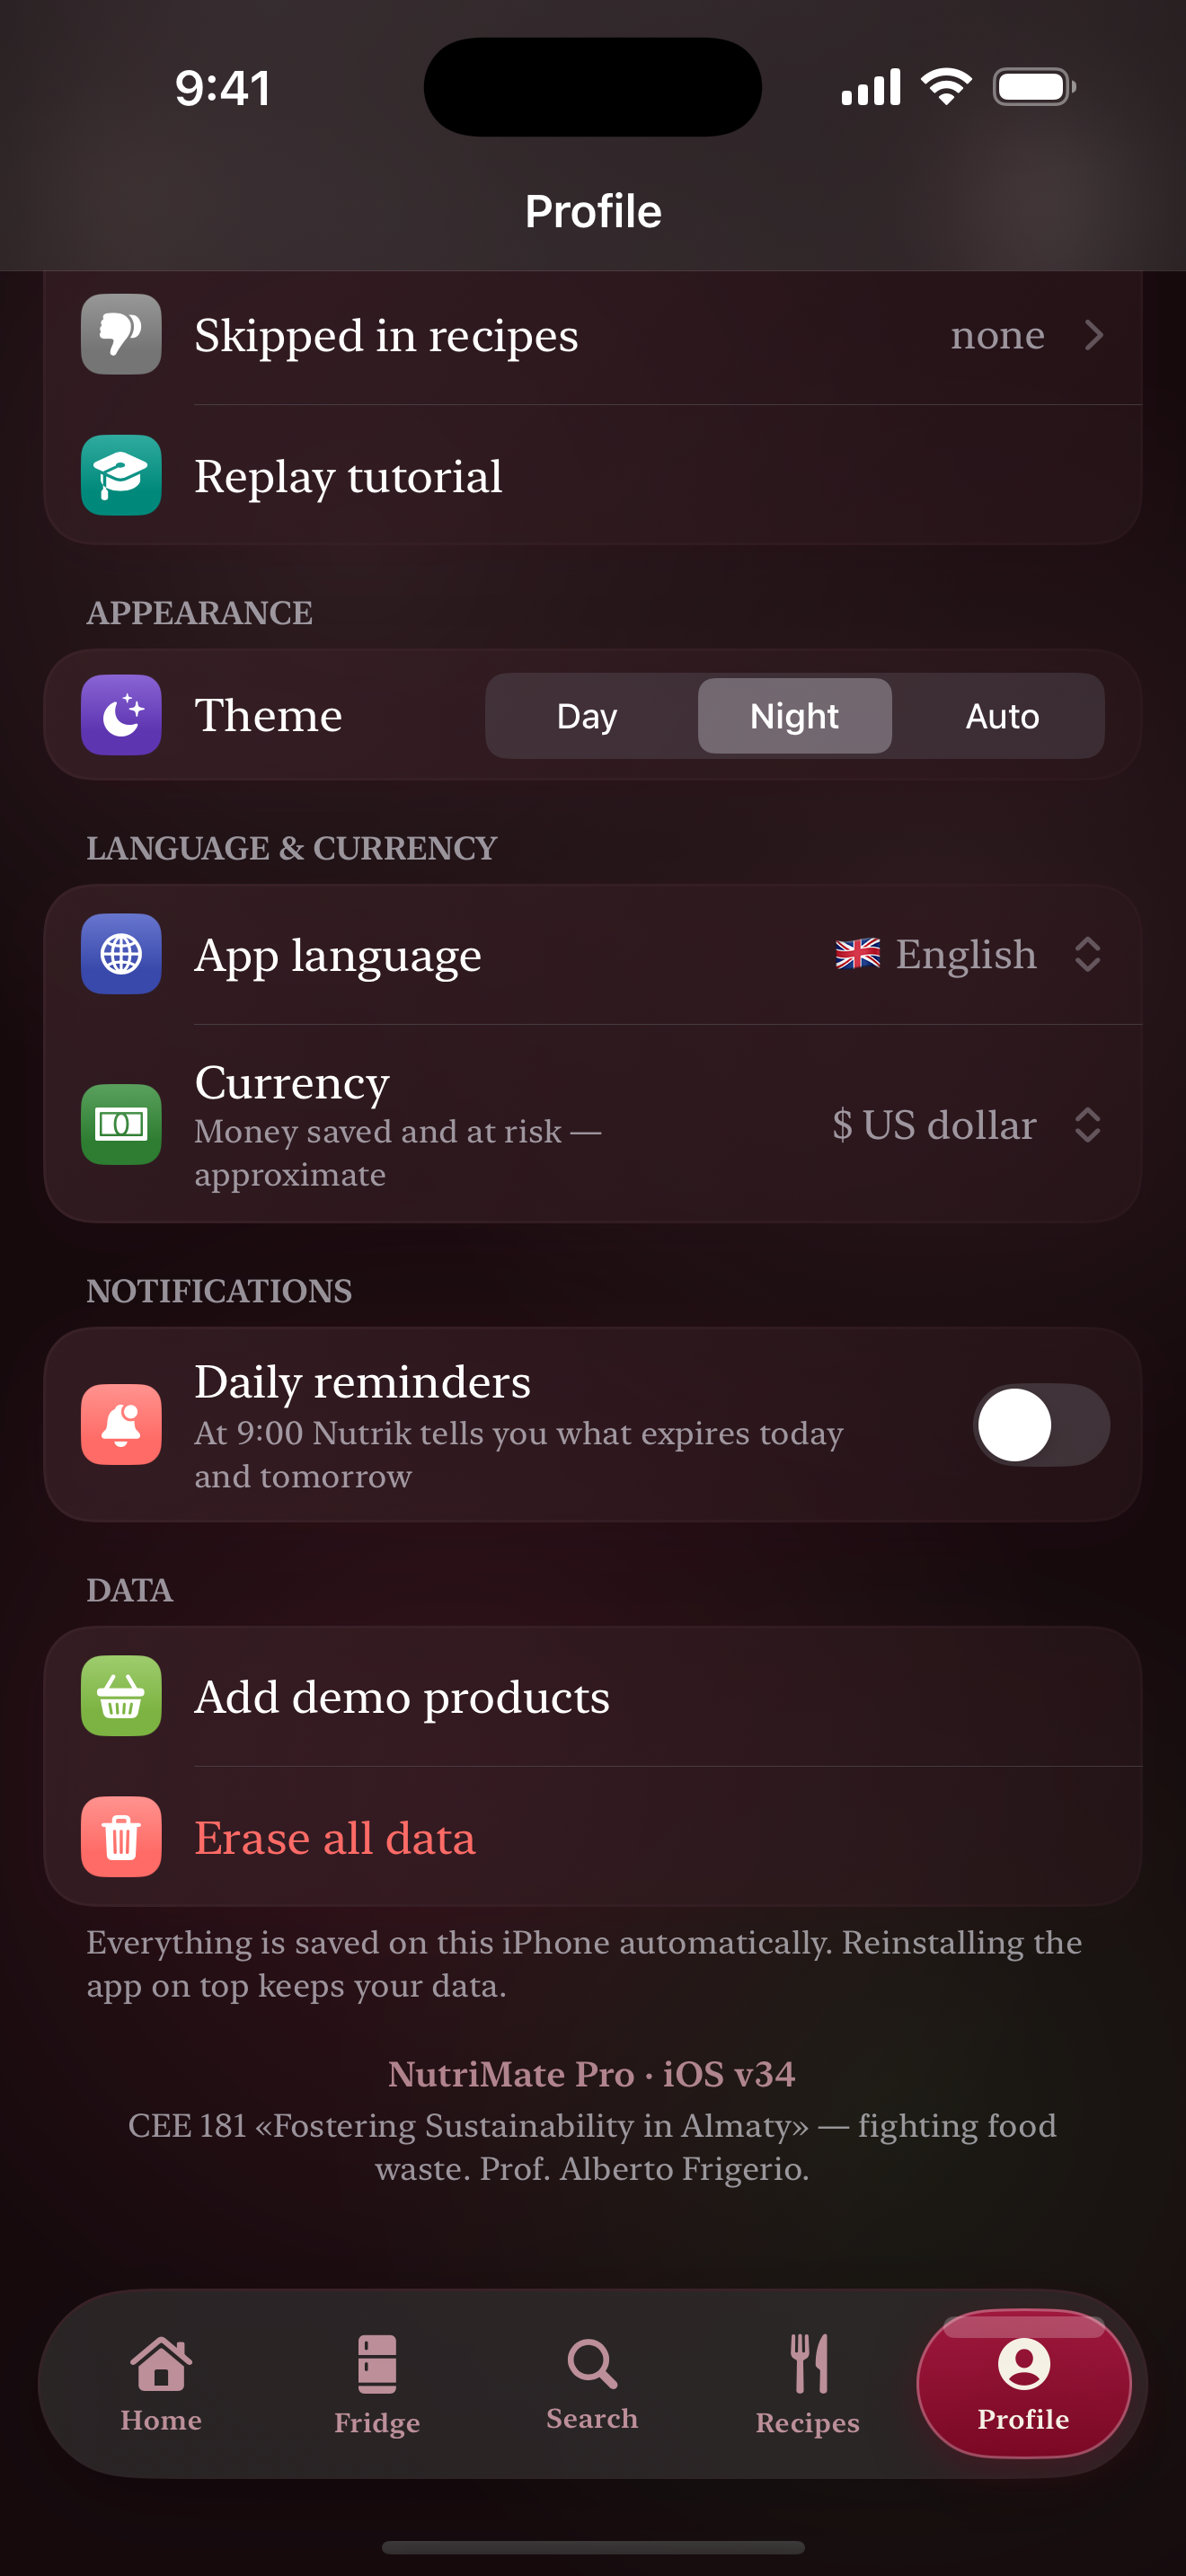 9:41
Profile
Skipped in recipes
none
Replay tutorial
APPEARANCE
Theme
Day
Night
Auto
LANGUAGE & CURRENCY
App language
English
Currency
Money saved and at risk —
approximate
$ US dollar
NOTIFICATIONS
Daily reminders
At 9:00 Nutrik tells you what expires today
and tomorrow
DATA
Add demo products
Erase all data
Everything is saved on this iPhone automatically. Reinstalling the
app on top keeps your data.
NutriMate Pro · iOS v34
CEE 181 «Fostering Sustainability in Almaty» — fighting food
waste. Prof. Alberto Frigerio.
Home
Fridge
Search
Recipes
Profile